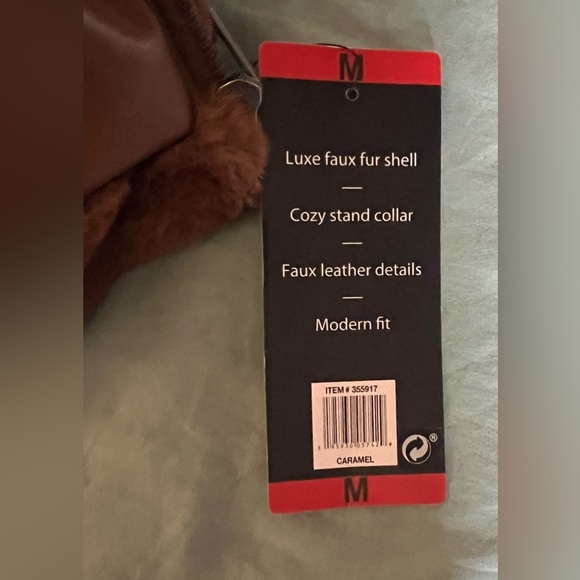 M
Luxe faux fur shell
Cozy stand collar
Faux leather details
Modern fit
ITEM # 355917
CARAMEL
®
M